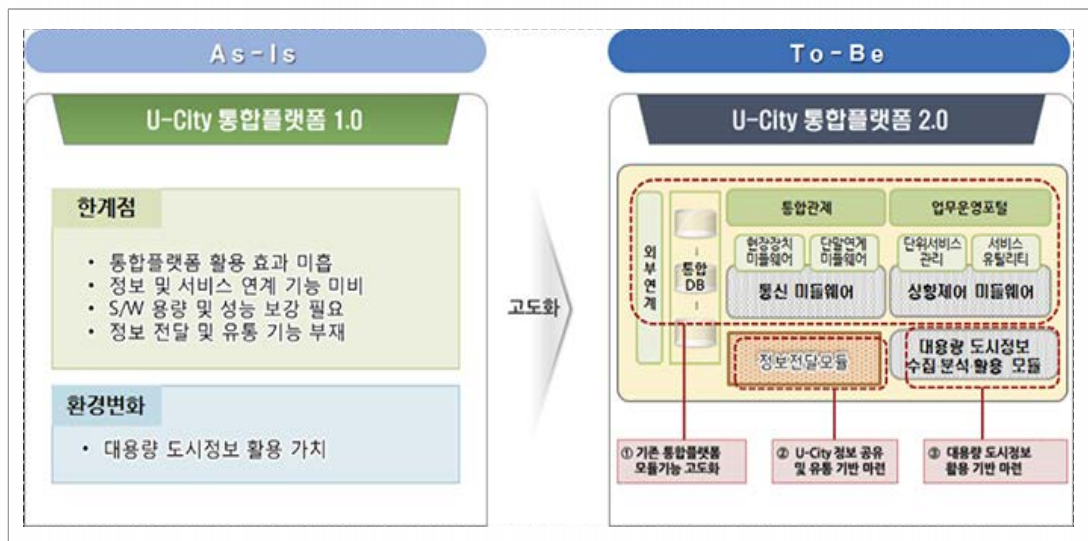 As-Is
U-City 통합플랫폼 1.0
한계점
• 통합플랫폼 활용 효과 미흡
• 정보 및 서비스 연계 기능 미비
• S/W 용량 및 성능 보강 필요
• 정보 전달 및 유통 기능 부재
환경변화
• 대용량 도시정보 활용 가치
고도화
To-Be
U-City 통합플랫폼 2.0
외부연계
통합
DB
통합관제
업무운영포털
현장장치
미들웨어
단말연계
미들웨어
단위서비스
관리
서비스
유틸리티
통신 미들웨어
상황제어 미들웨어
정보전달모듈
대용량 도시정보
수집·분석·활용 모듈
① 기존 통합플랫폼
모듈기능 고도화
② U-City 정보 공유
및 유통 기반 마련
③ 대용량 도시정보
활용 기반 마련